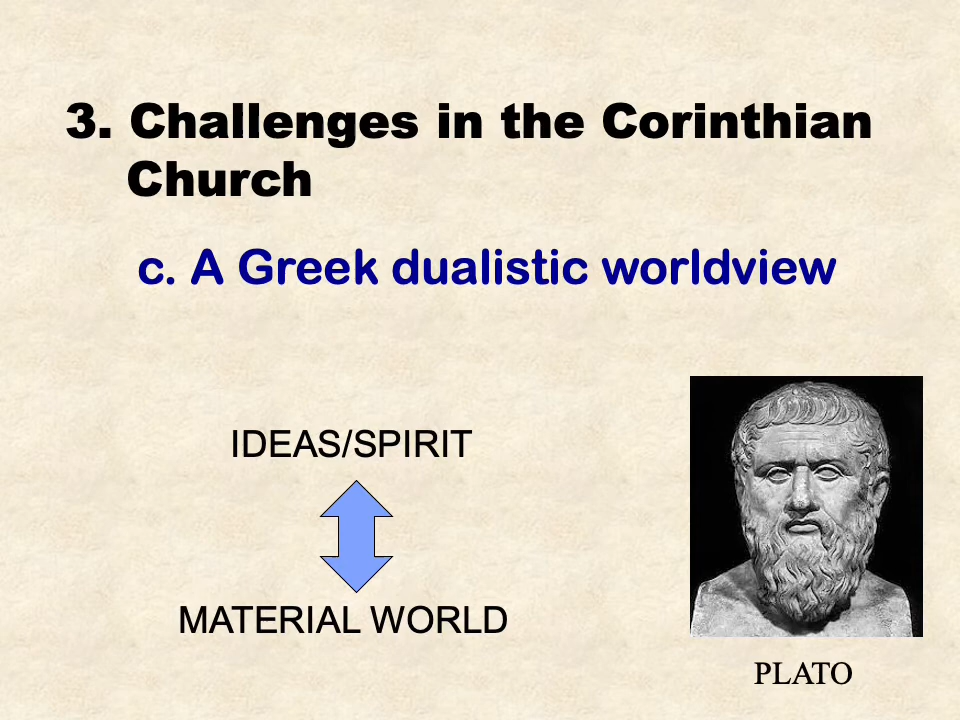 3. Challenges in the Corinthian
Church
c. A Greek dualistic worldview
IDEAS/SPIRIT
MATERIAL WORLD
PLATO